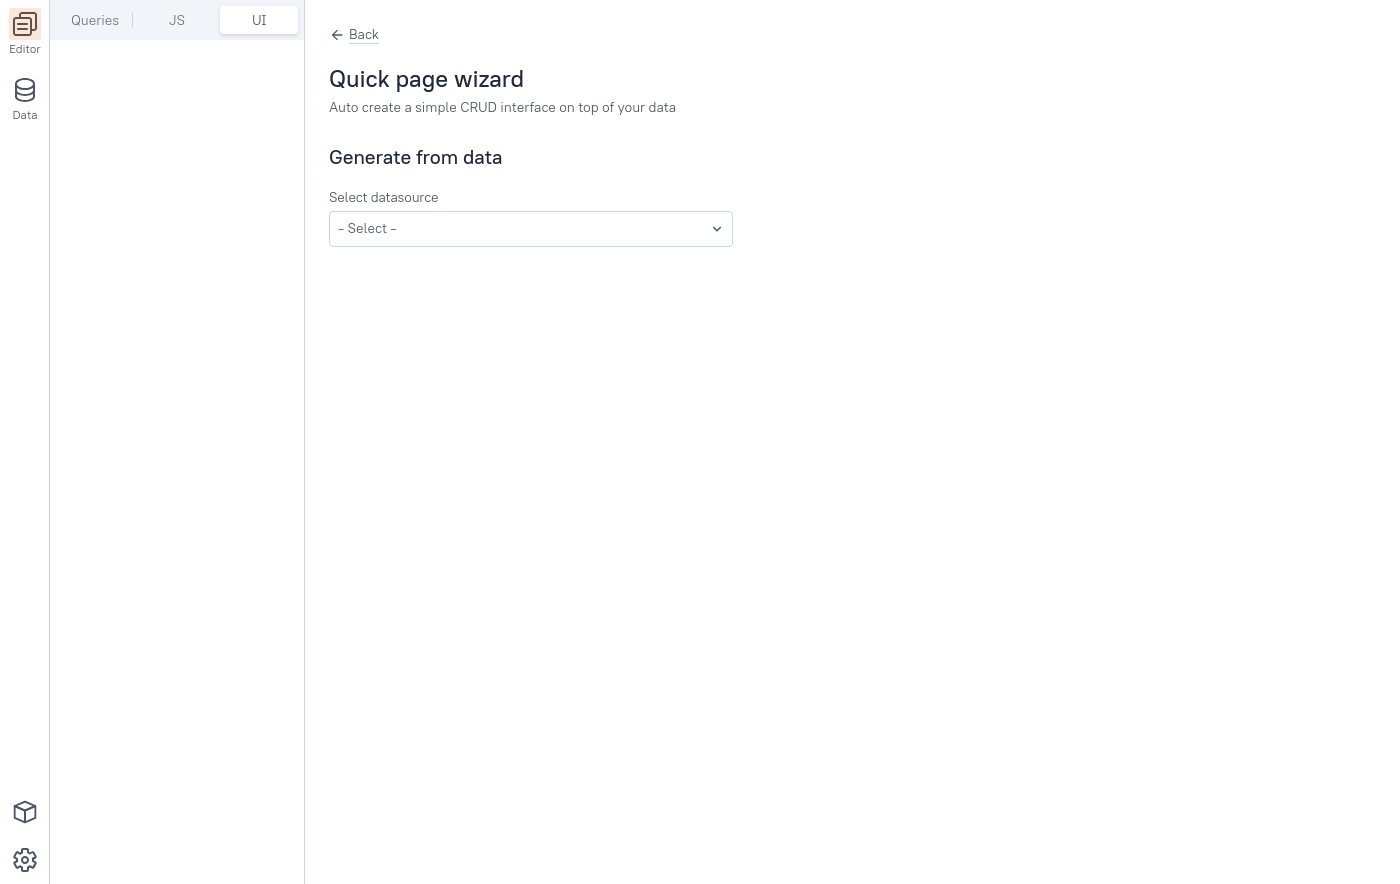 Editor
Data
Queries
JS
UI
Back
Quick page wizard
Auto create a simple CRUD interface on top of your data
Generate from data
Select datasource
- Select -